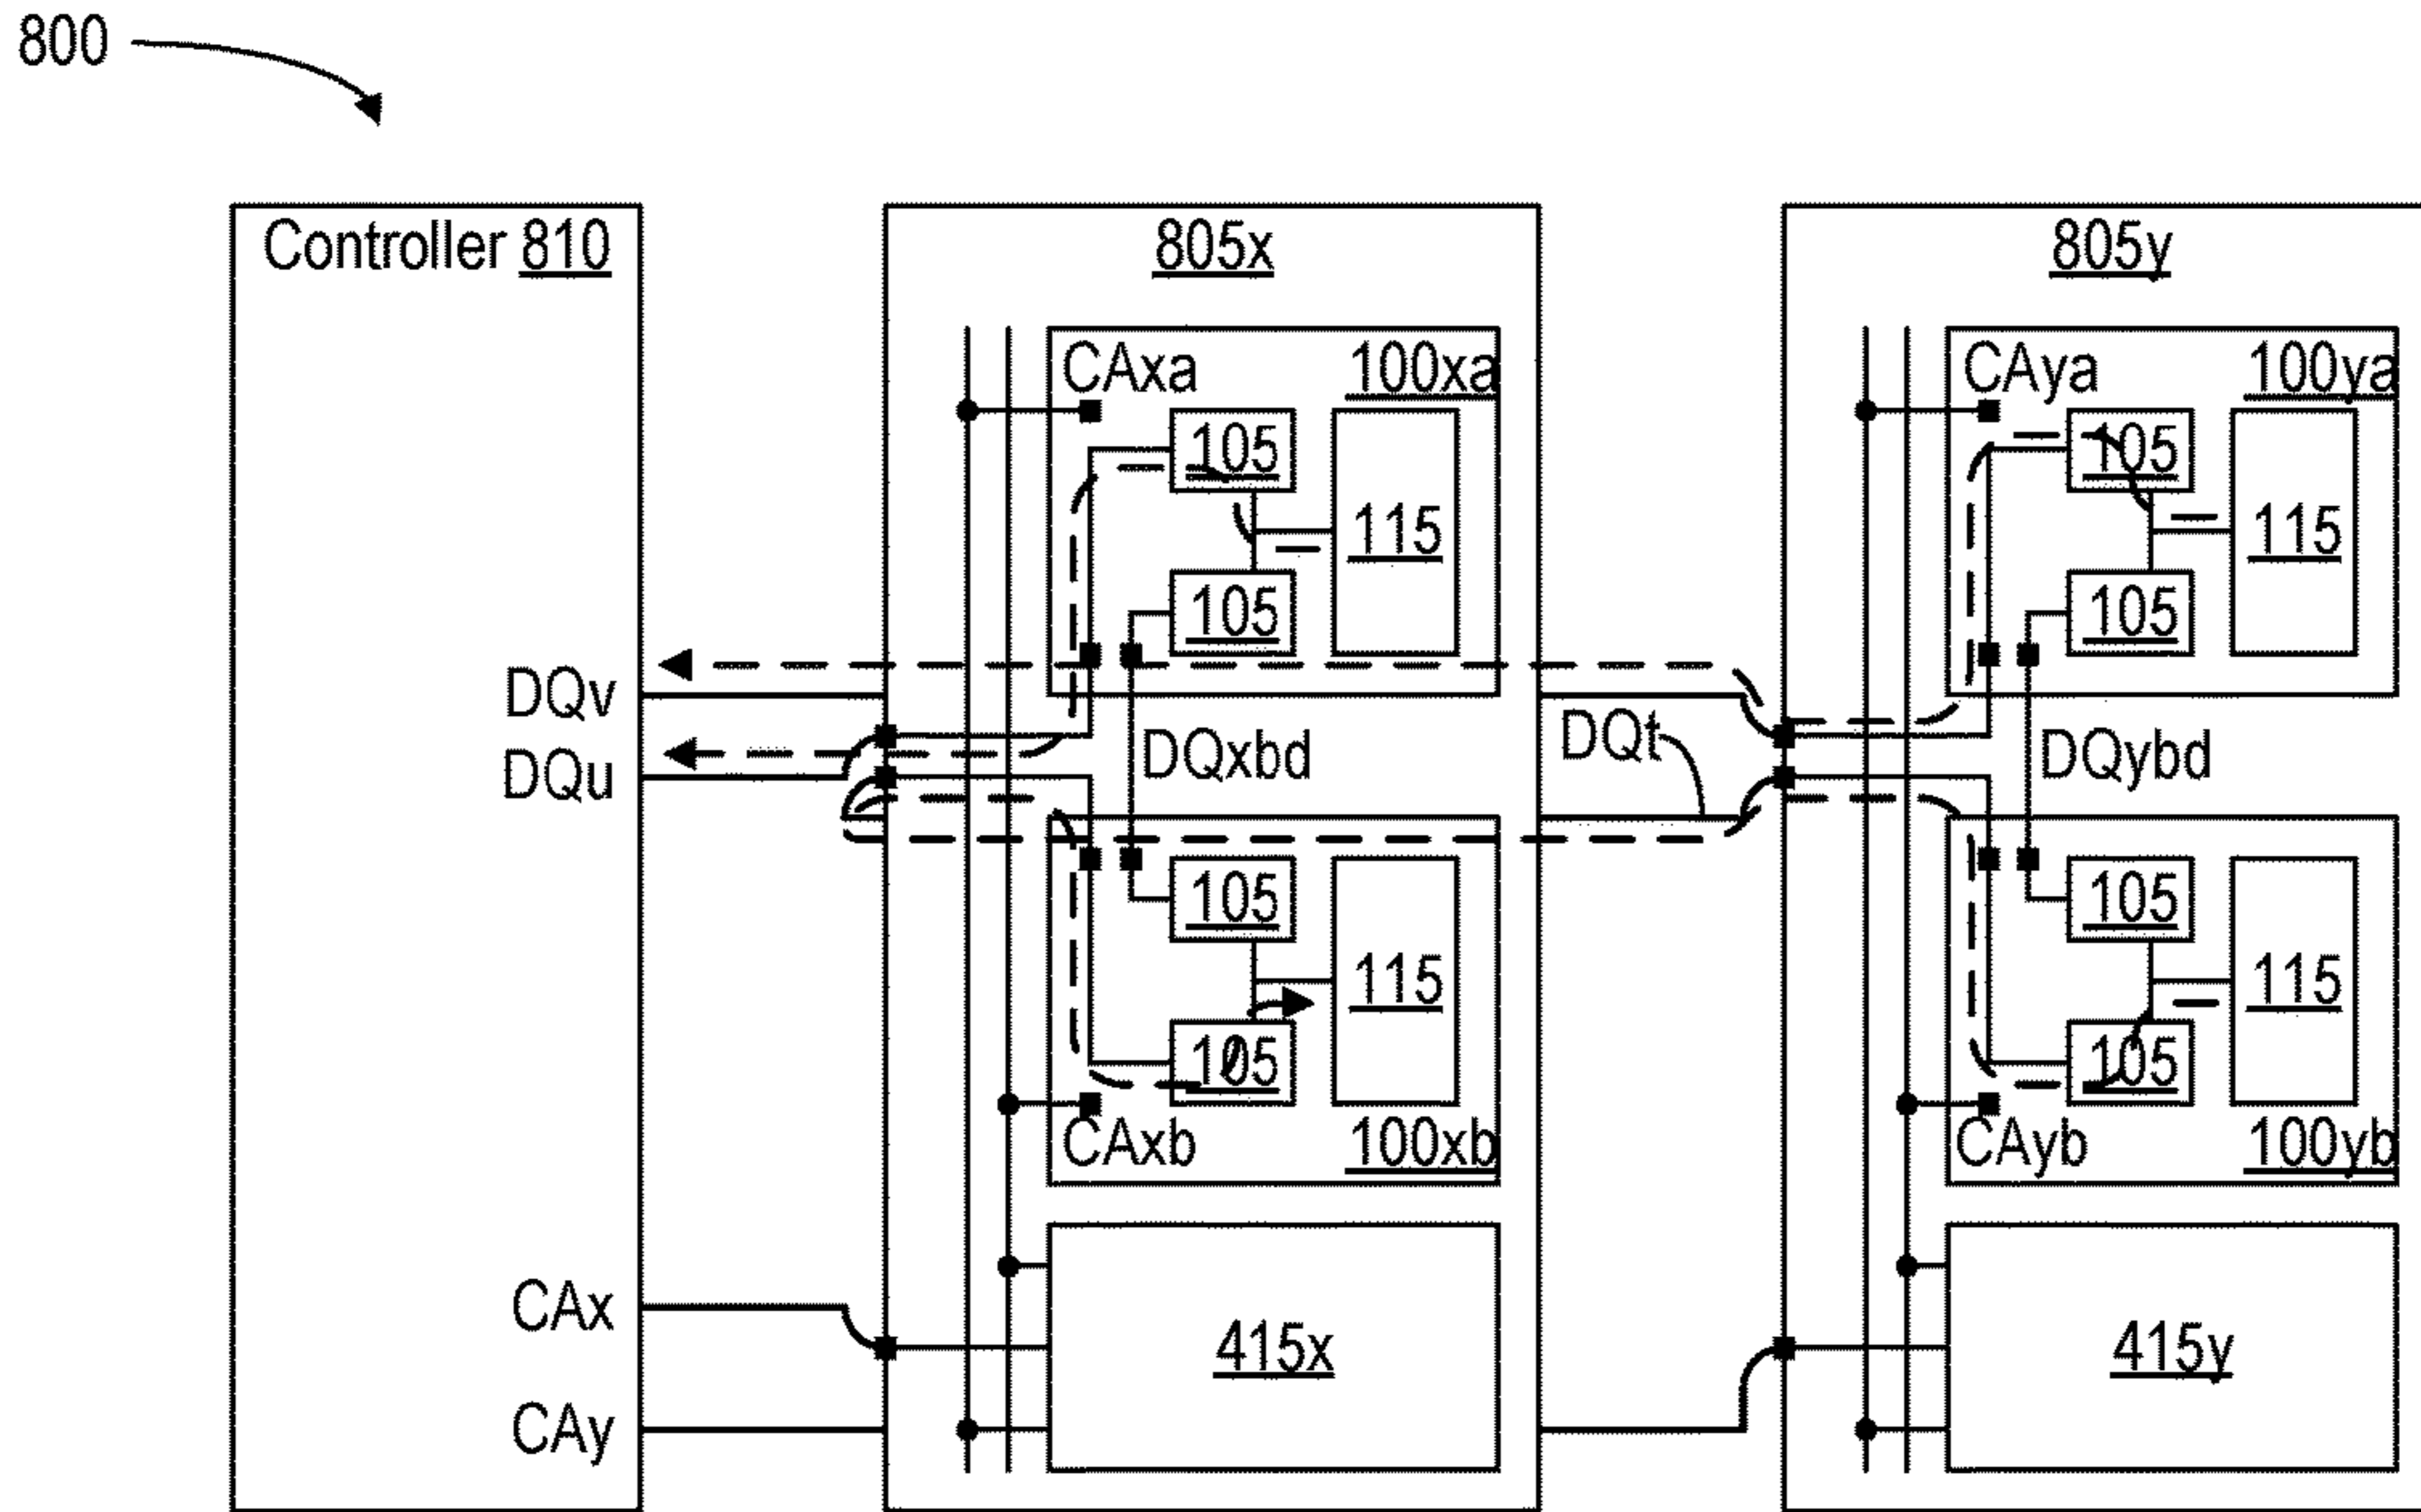 800
Controller 810
805x
805y
CAxa 100xa
CAya 100ya
105
115
105
105
115
105
DQv
DQu
DQxbd
DQt
DQybd
105
115
105
105
115
105
CAxb 100xb
CAyb 100yb
CAx
415x
415y
CAy